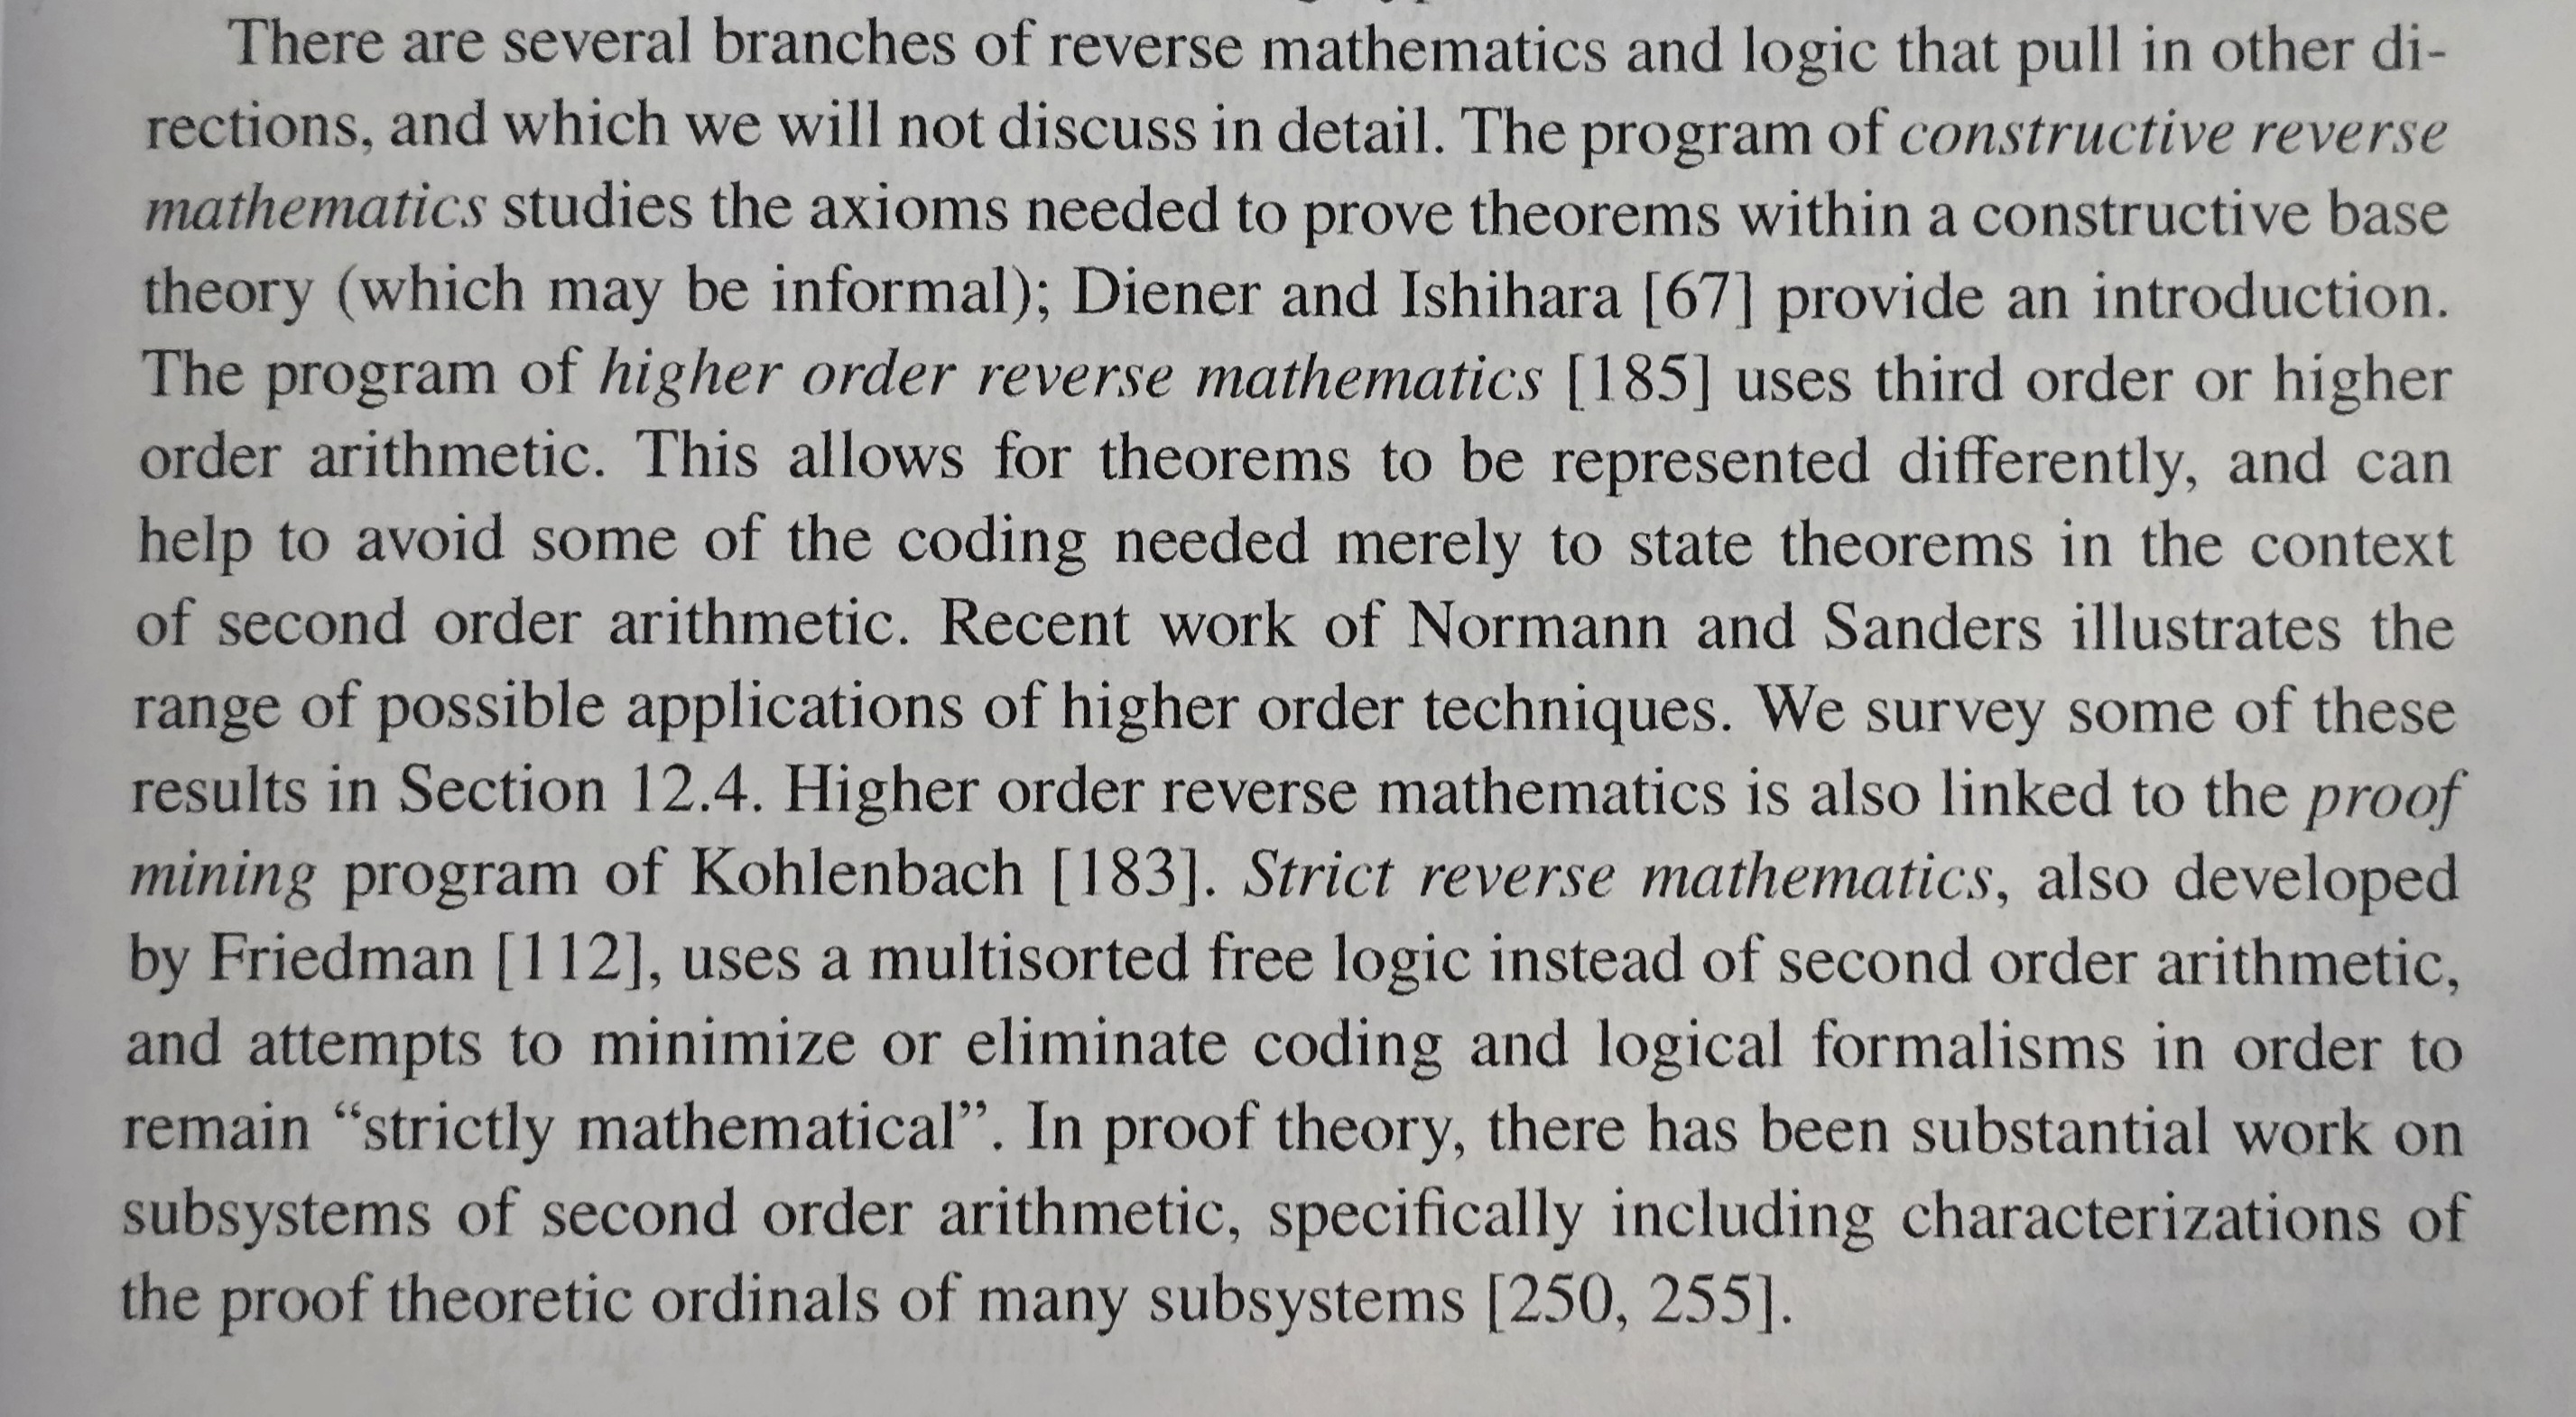 There are several branches of reverse mathematics and logic that pull in other di-
rections, and which we will not discuss in detail. The program of constructive reverse
mathematics studies the axioms needed to prove theorems within a constructive base
theory (which may be informal); Diener and Ishihara [67] provide an introduction.
The program of higher order reverse mathematics [185] uses third order or higher
order arithmetic. This allows for theorems to be represented differently, and can
help to avoid some of the coding needed merely to state theorems in the context
of second order arithmetic. Recent work of Normann and Sanders illustrates the
range of possible applications of higher order techniques. We survey some of these
results in Section 12.4. Higher order reverse mathematics is also linked to the proof
mining program of Kohlenbach [183]. Strict reverse mathematics, also developed
by Friedman [112], uses a multisorted free logic instead of second order arithmetic,
and attempts to minimize or eliminate coding and logical formalisms in order to
remain “strictly mathematical”. In proof theory, there has been substantial work on
subsystems of second order arithmetic, specifically including characterizations of
the proof theoretic ordinals of many subsystems [250, 255].